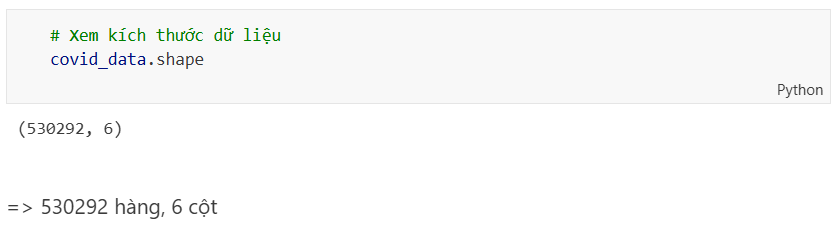 # Xem kích thước dữ liệu
covid_data.shape
Python
(530292, 6)
=> 530292 hàng, 6 cột